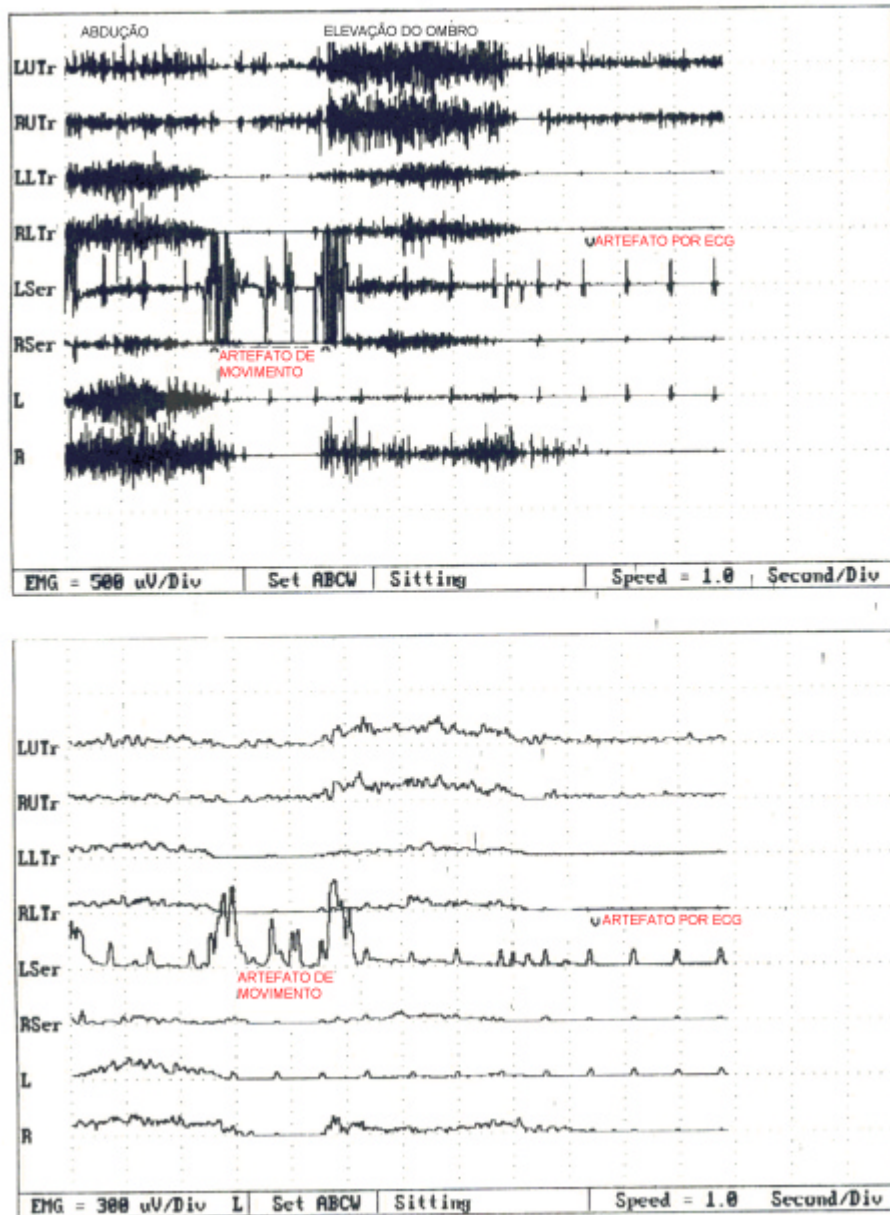 ABDUÇÃO ELEVAÇÃO DO OMBRO
LUTr
RUTr
LLTr
RLTr
ARTEFATO POR ECG
LSer
RSer
ARTEFATO DE
MOVIMENTO
L
R
EMG = 500 uV/Div Set ABCW Sitting Speed = 1.0 Second/Div
LUTr
RUTr
LLTr
RLTr
ARTEFATO POR ECG
LSer
ARTEFATO DE
MOVIMENTO
RSer
L
R
EMG = 300 uV/Div L Set ABCW Sitting Speed = 1.0 Second/Div